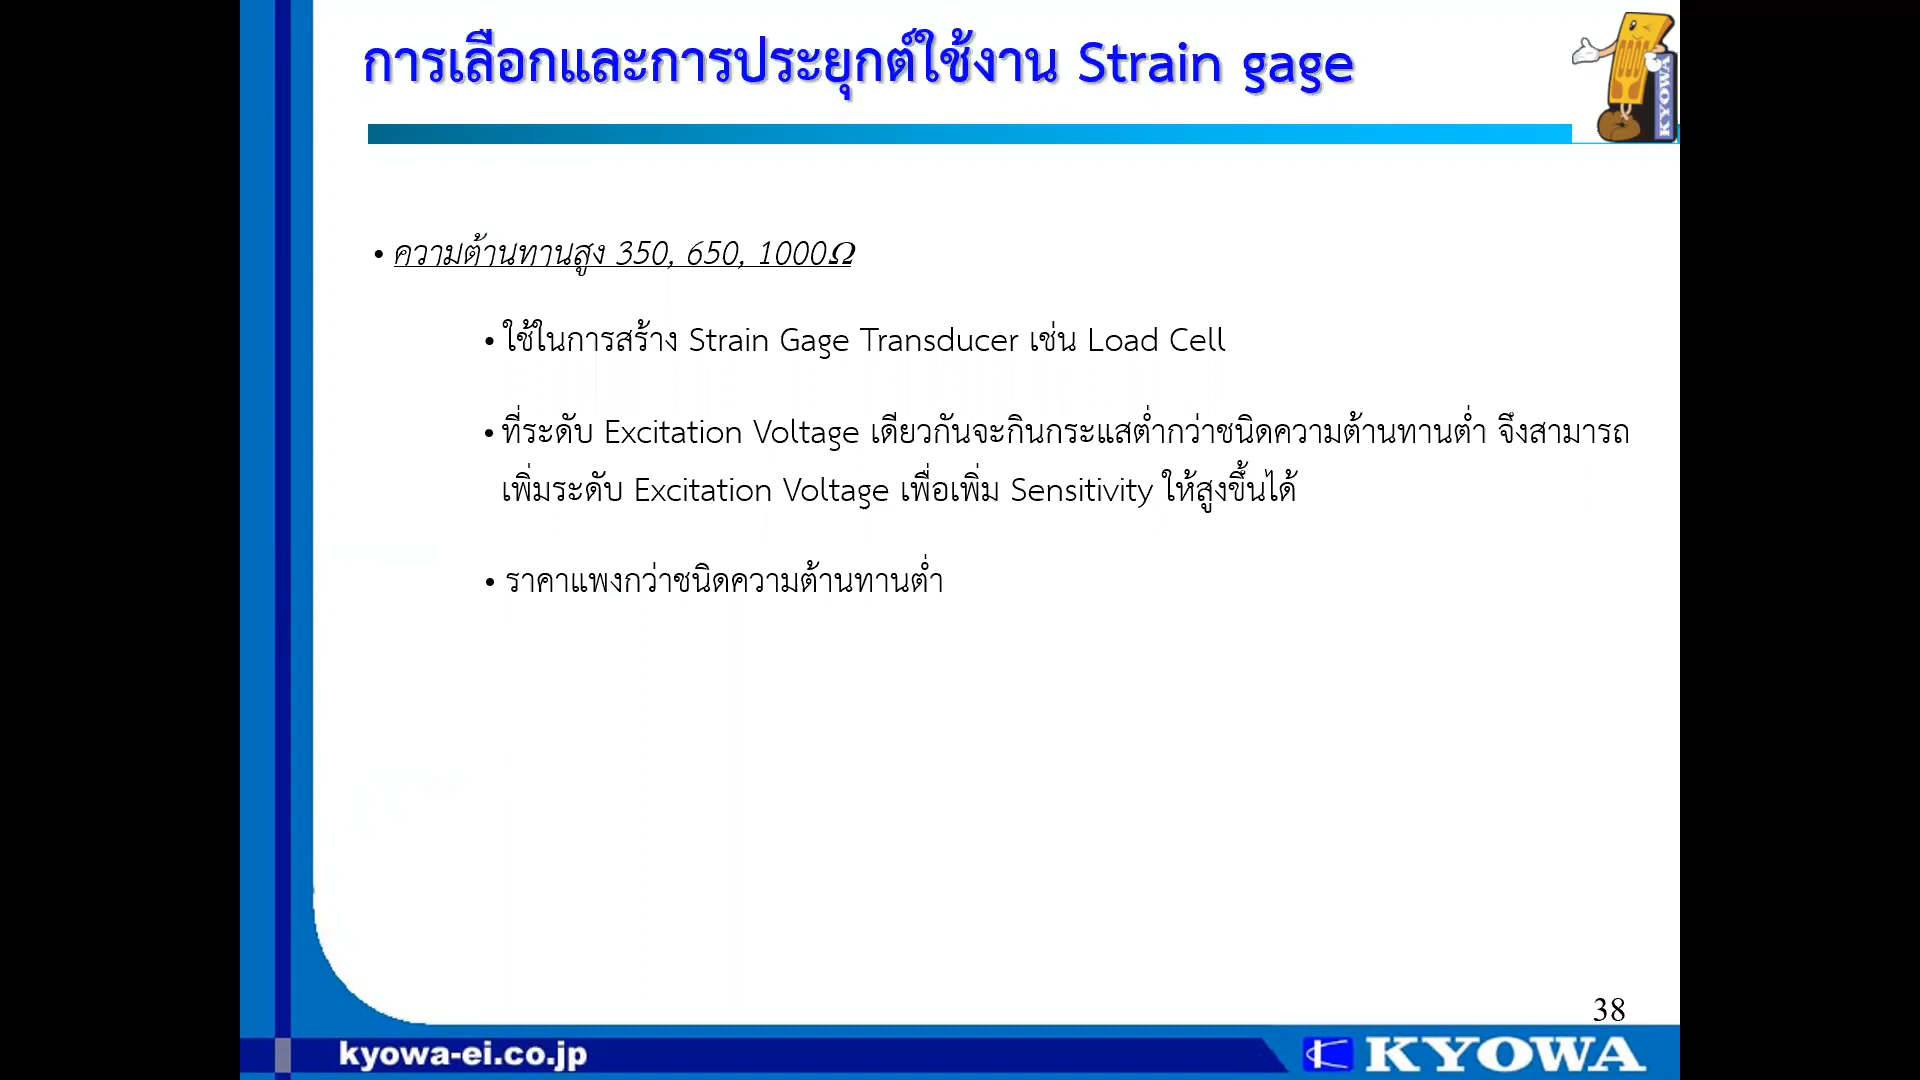 การเลือกและการประยุกต์ใช้งาน Strain gage
KYOWA
• ความต้านทานสูง 350, 650, 1000Ω
• ใช้ในการสร้าง Strain Gage Transducer เช่น Load Cell
• ที่ระดับ Excitation Voltage เดียวกันจะกินกระแสต่ำกว่าชนิดความต้านทานต่ำ จึงสามารถ
เพิ่มระดับ Excitation Voltage เพื่อเพิ่ม Sensitivity ให้สูงขึ้นได้
• ราคาแพงกว่าชนิดความต้านทานต่ำ
38
kyowa-ei.co.jp
KYOWA